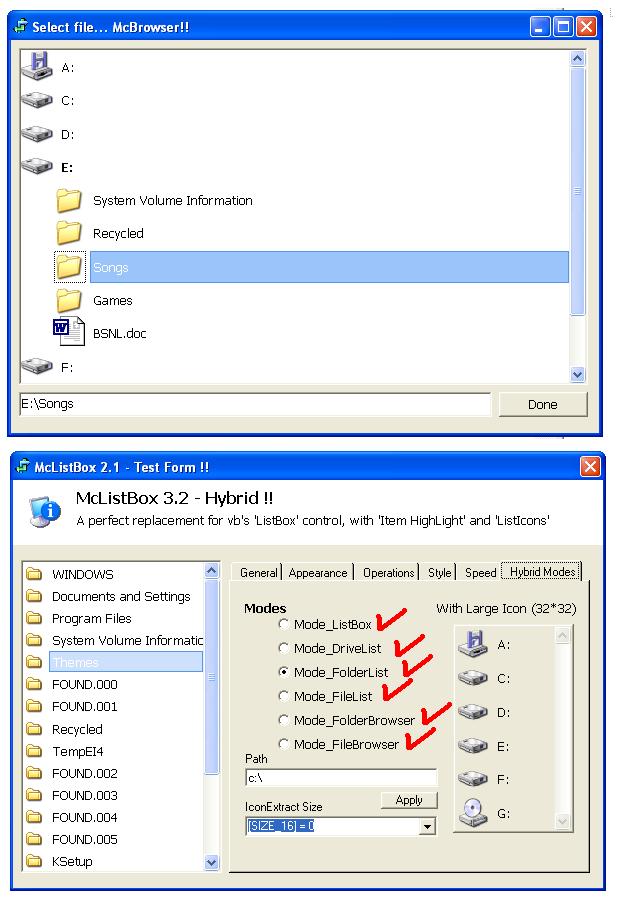 Select file... McBrowser!!
A:
C:
D:
E:
System Volume Information
Recycled
Songs
Games
BSNL.doc
F:
E:\Songs
Done
McListBox 2.1 - Test Form !!
McListBox 3.2 - Hybrid !!
A perfect replacement for vb's 'ListBox' control, with 'Item HighLight' and 'ListIcons'
WINDOWS
Documents and Settings
Program Files
System Volume Informatic
Themes
FOUND.000
FOUND.001
Recycled
TempEI4
FOUND.002
FOUND.003
FOUND.004
FOUND.005
KSetup
General
Appearance
Operations
Style
Speed
Hybrid Modes
Modes
Mode_ListBox
Mode_DriveList
Mode_FolderList
Mode_FileList
Mode_FolderBrowser
Mode_FileBrowser
Path
c:\
IconExtract Size
Apply
[SIZE_16] = 0
With Large Icon (32*32)
A:
C:
D:
E:
F:
G: